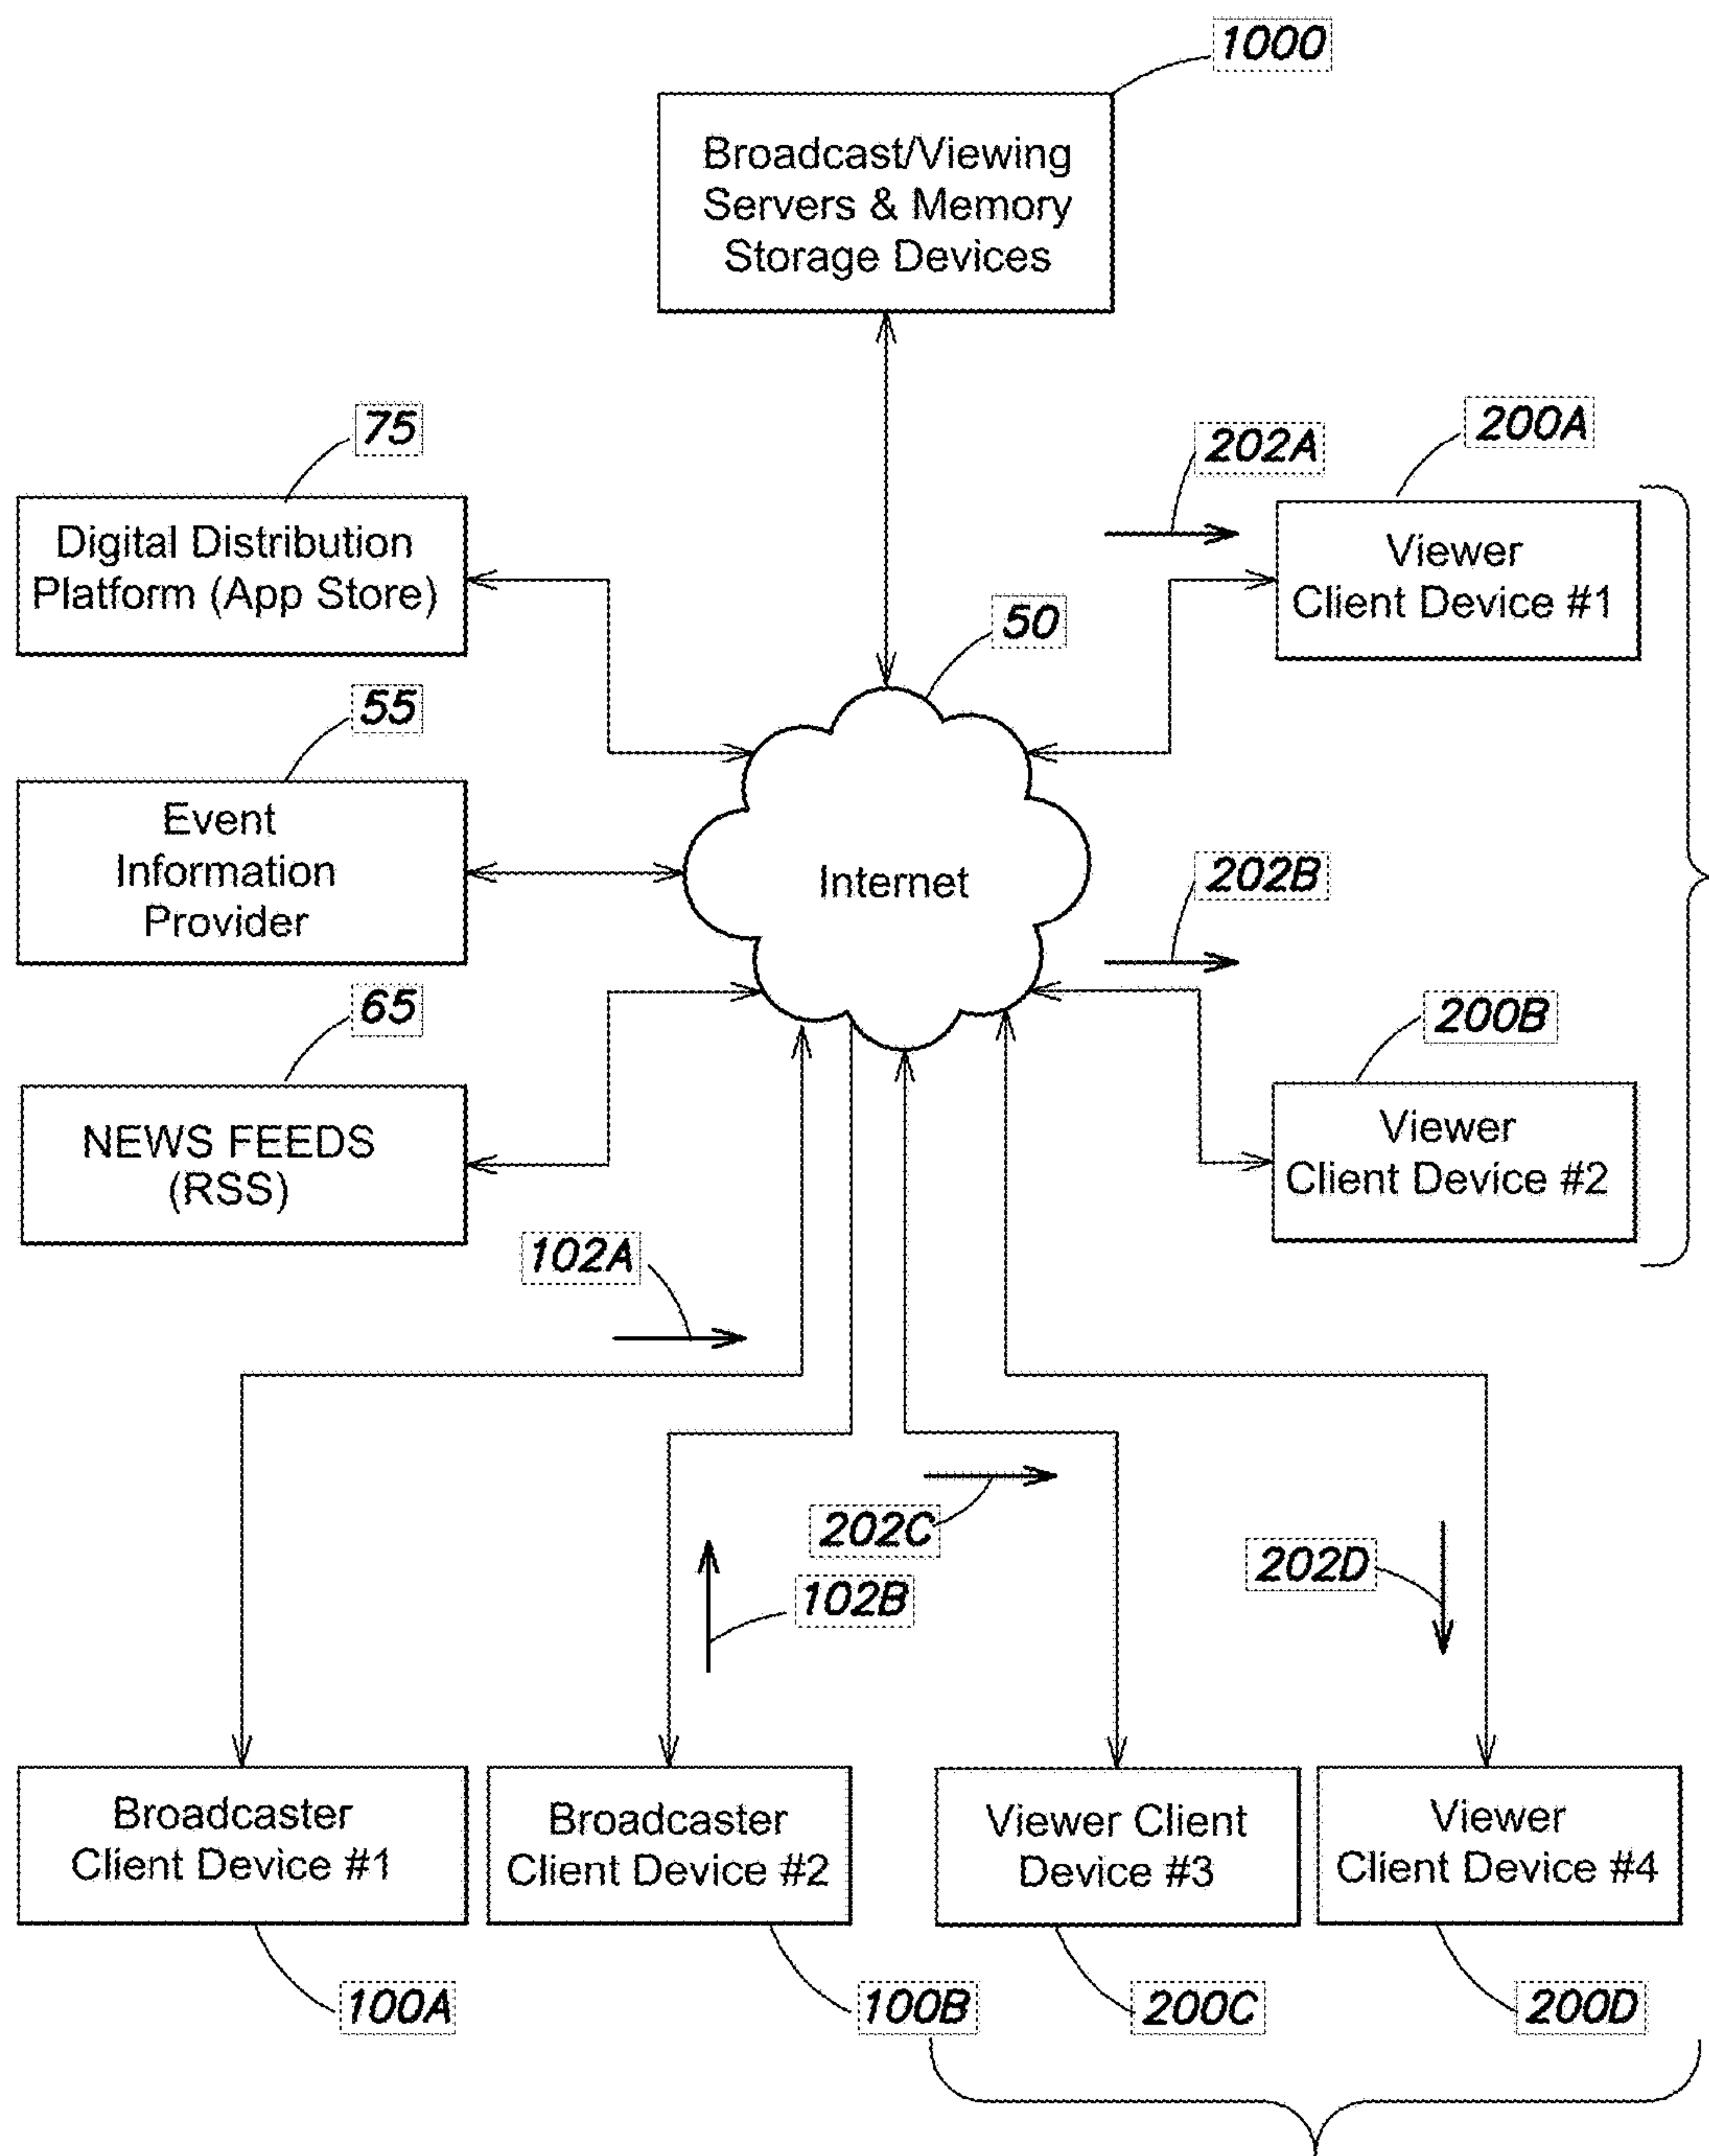 1000
Broadcast/Viewing
Servers & Memory
Storage Devices
75
Digital Distribution
Platform (App Store)
202A
200A
Viewer
Client Device #1
50
55
Event
Information
Provider
Internet
202B
65
NEWS FEEDS
(RSS)
200B
Viewer
Client Device #2
102A
202C
102B
202D
Broadcaster
Client Device #1
Broadcaster
Client Device #2
Viewer Client
Device #3
Viewer
Client Device #4
100A
100B
200C
200D